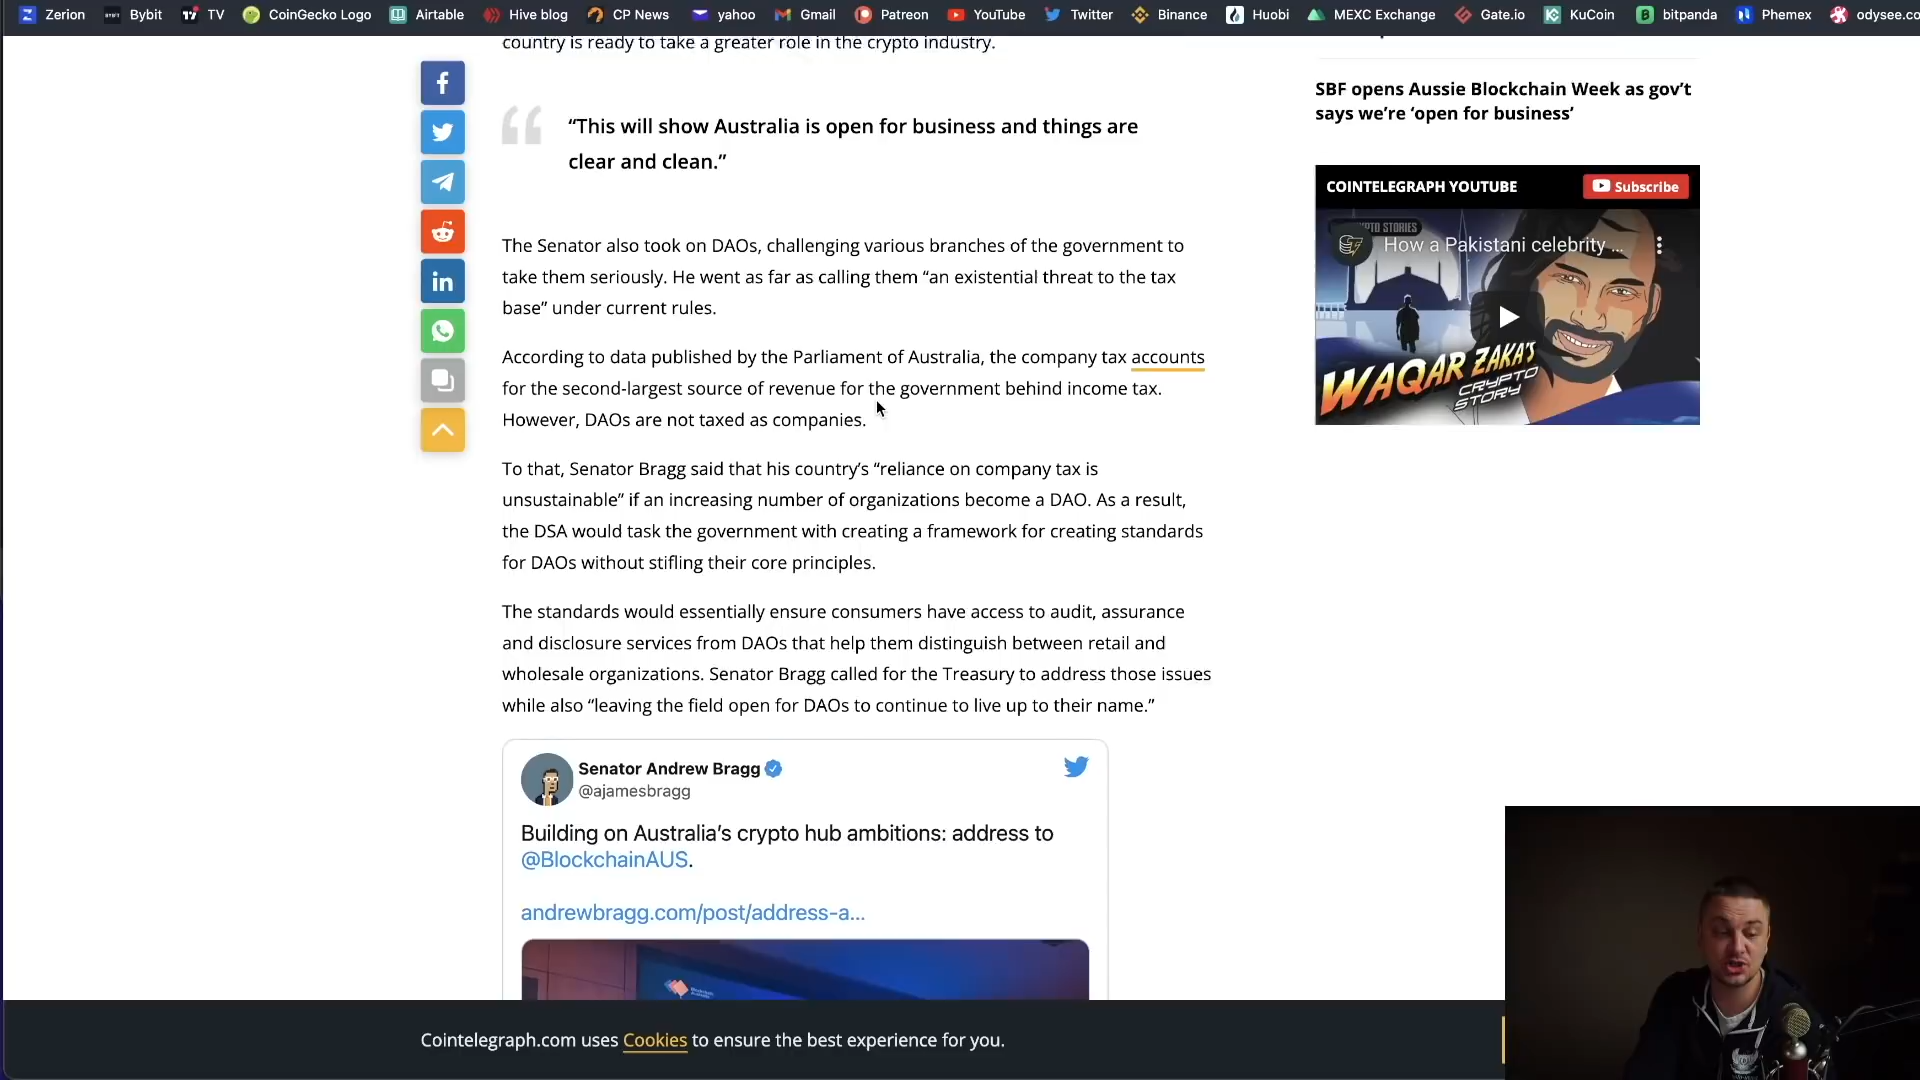 Zerion Bybit TV CoinGecko Logo Airtable Hive blog CP News yahoo Gmail Patreon YouTube Twitter Binance Huobi MEXC Exchange Gate.io KuCoin bitpanda Phemex odysee.co
country is ready to take a greater role in the crypto industry.
“This will show Australia is open for business and things are
clear and clean.”
The Senator also took on DAOs, challenging various branches of the government to
take them seriously. He went as far as calling them “an existential threat to the tax
base” under current rules.
According to data published by the Parliament of Australia, the company tax accounts
for the second-largest source of revenue for the government behind income tax.
However, DAOs are not taxed as companies.
To that, Senator Bragg said that his country’s “reliance on company tax is
unsustainable” if an increasing number of organizations become a DAO. As a result,
the DSA would task the government with creating a framework for creating standards
for DAOs without stifling their core principles.
The standards would essentially ensure consumers have access to audit, assurance
and disclosure services from DAOs that help them distinguish between retail and
wholesale organizations. Senator Bragg called for the Treasury to address those issues
while also “leaving the field open for DAOs to continue to live up to their name.”
Senator Andrew Bragg
@ajamesbragg
Building on Australia’s crypto hub ambitions: address to
@BlockchainAUS.
andrewbragg.com/post/address-a...
SBF opens Aussie Blockchain Week as gov’t
says we’re ‘open for business’
COINTELEGRAPH YOUTUBE Subscribe
CRYPTO STORIES
How a Pakistani celebrity ...
WAQAR ZAKA'S
CRYPTO
STORY
Cointelegraph.com uses Cookies to ensure the best experience for you.